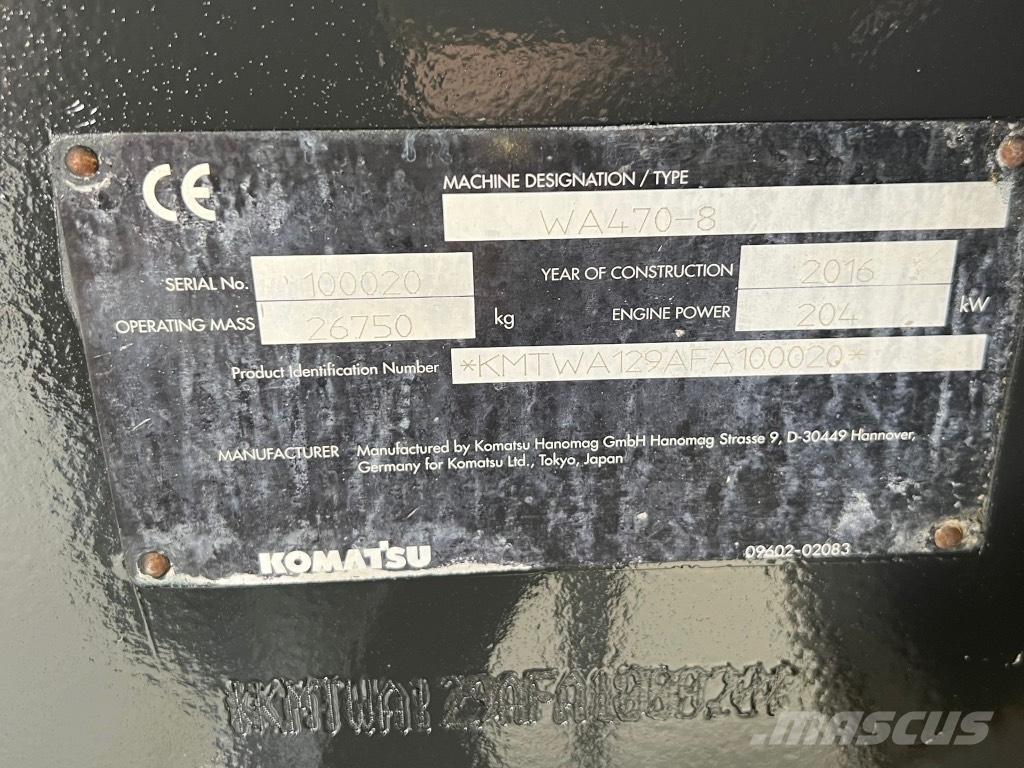 CE
MACHINE DESIGNATION / TYPE
WA470-8
SERIAL No. 100020 YEAR OF CONSTRUCTION 2016
OPERATING MASS 26750 kg ENGINE POWER 204 kW
Product Identification Number *KMTWA129AFA100020*
MANUFACTURER Manufactured by Komatsu Hanomag GmbH Hanomag Strasse 9, D-30449 Hannover,
Germany for Komatsu Ltd., Tokyo, Japan
KOMATSU 09602-02083
MASCUS